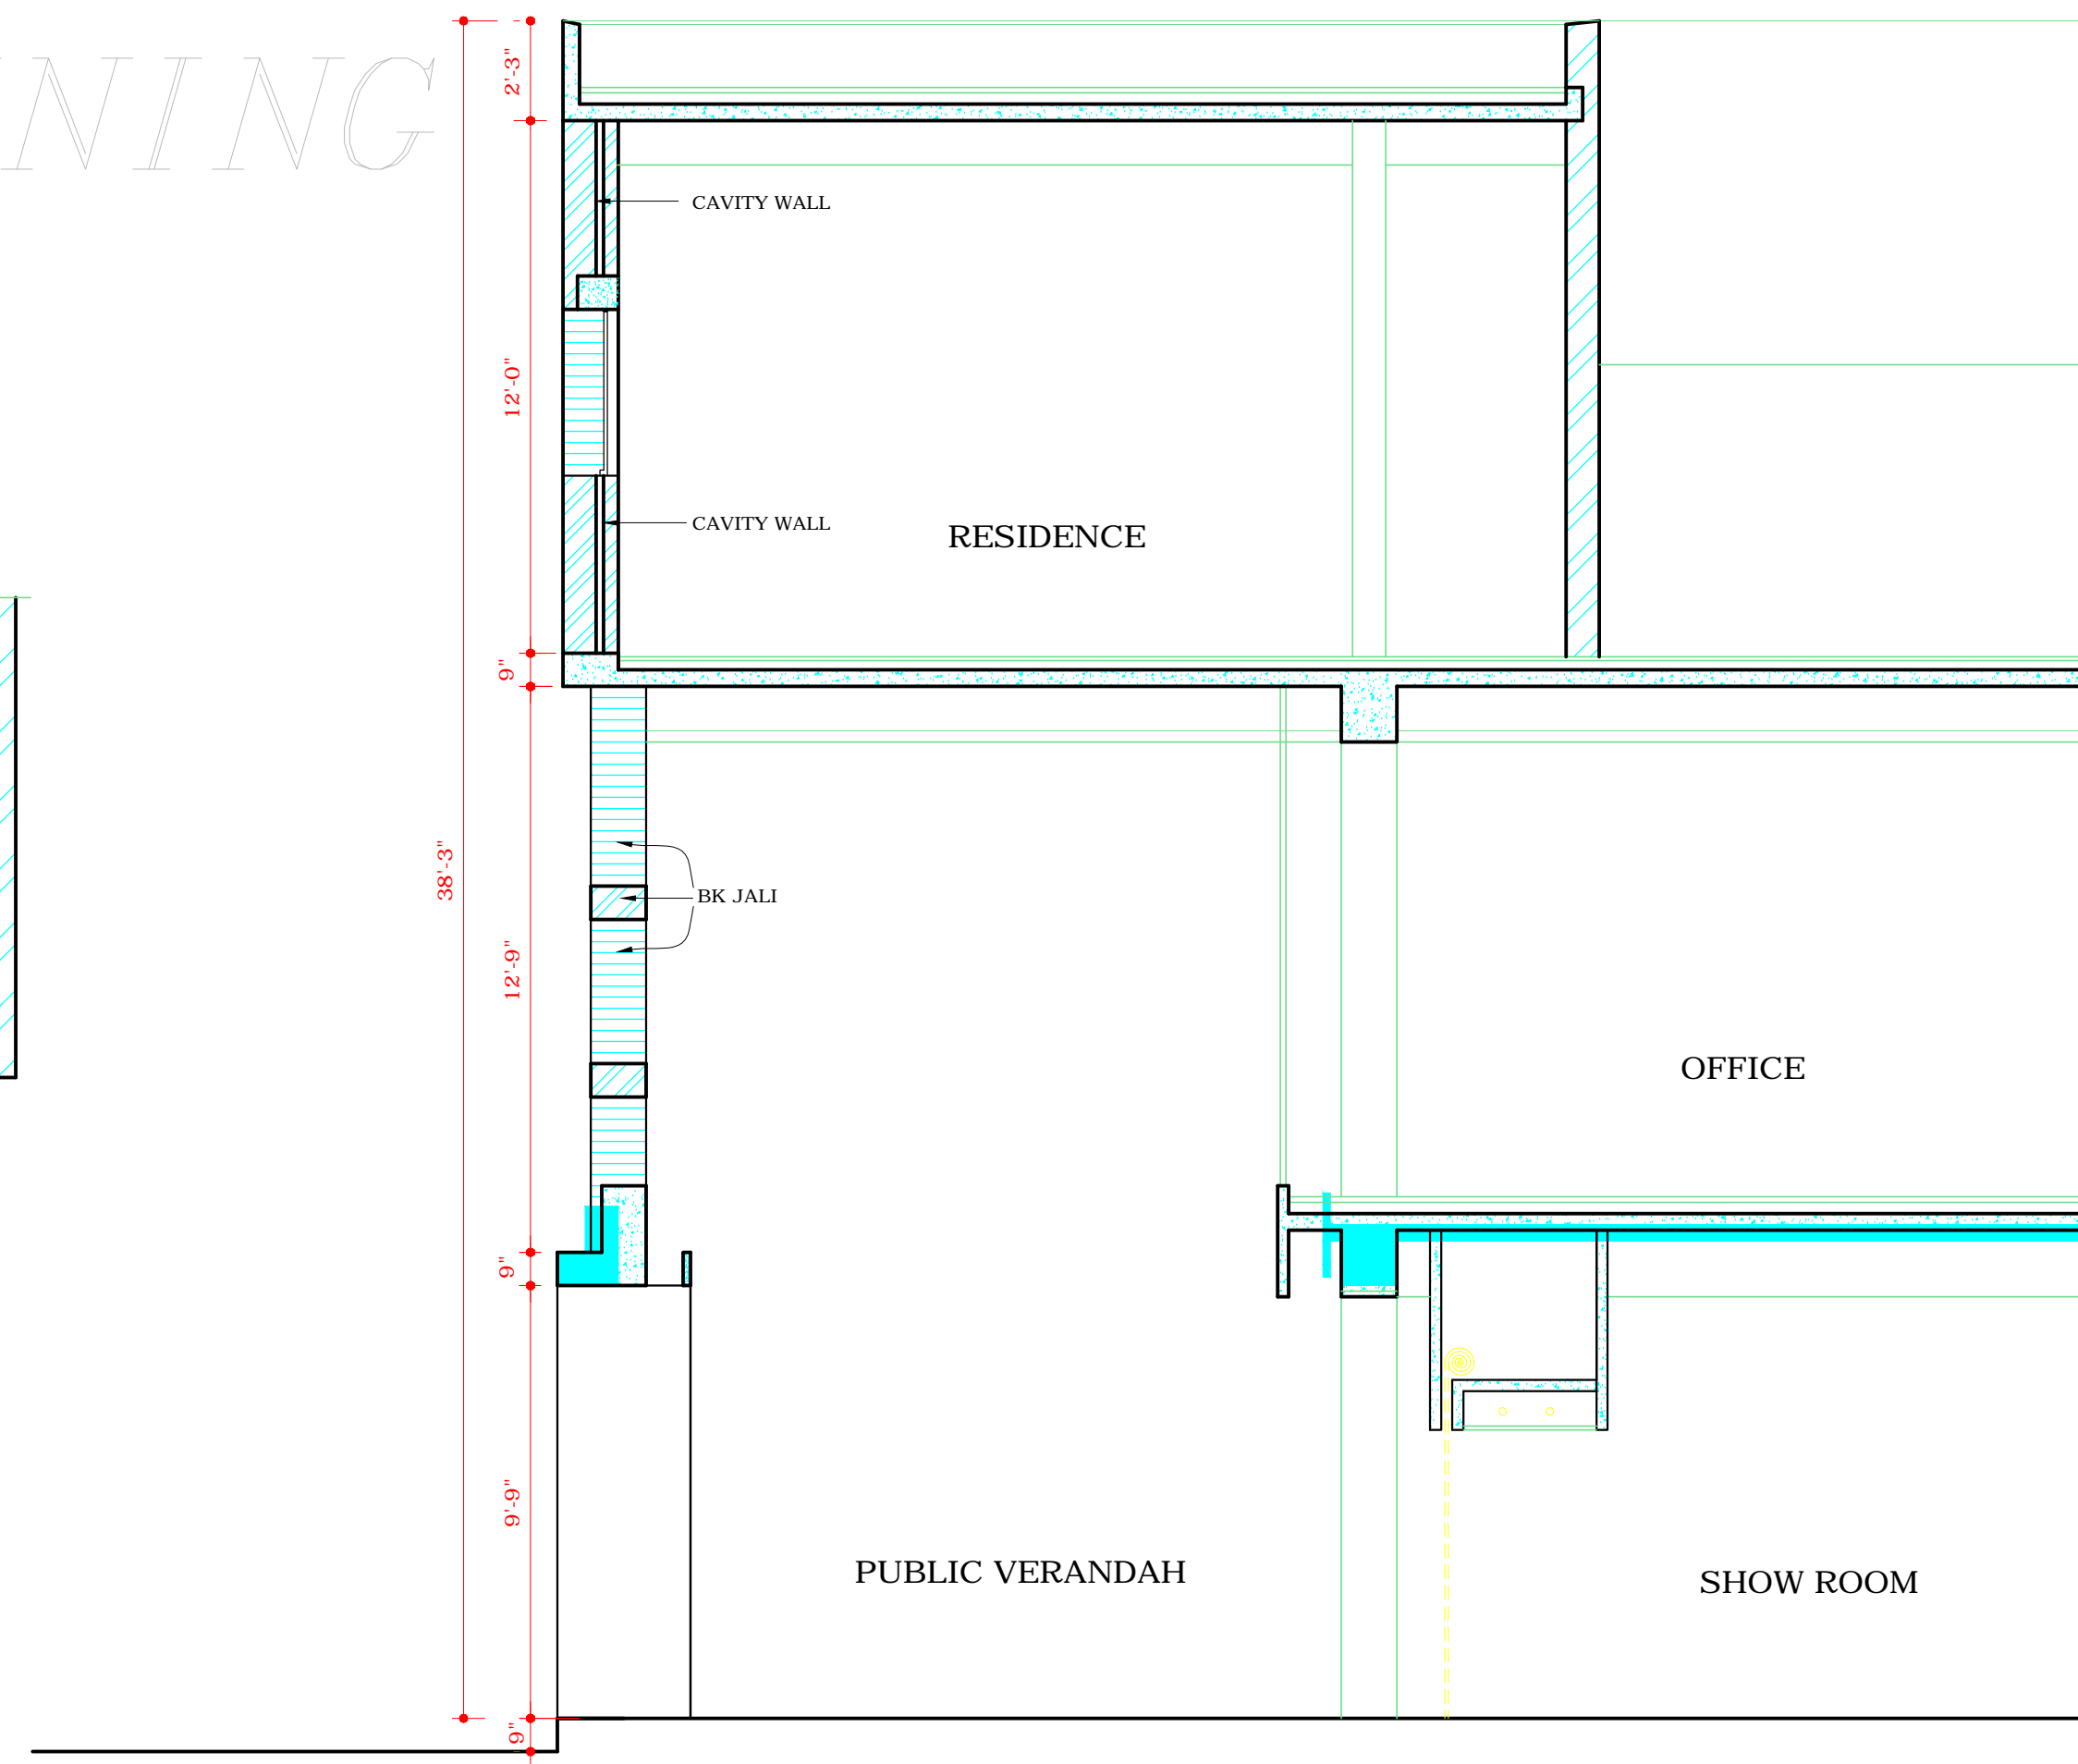 NING
2'-3"
CAVITY WALL
12'-0"
CAVITY WALL
RESIDENCE
9"
38'-3"
BK JALI
12'-9"
OFFICE
9"
9'-9"
PUBLIC VERANDAH
SHOW ROOM
9"